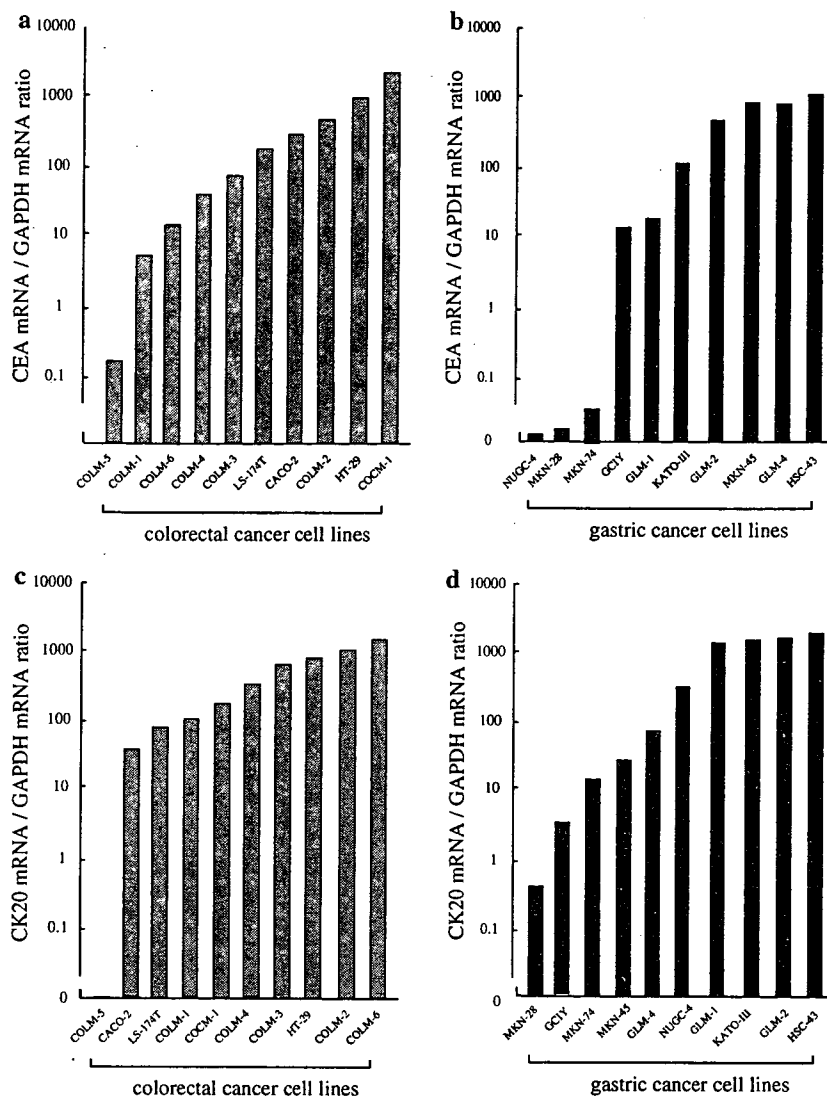 a
CEA mRNA / GAPDH mRNA ratio
10000
1000
100
10
1
0.1
COLM-5
COLM-1
COLM-6
COLM-4
COLM-3
LS-174T
CACO-2
COLM-2
HT-29
COCM-1
colorectal cancer cell lines
b
CEA mRNA / GAPDH mRNA ratio
10000
1000
100
10
1
0.1
0
NUGC-4
MKN-28
MKN-74
GC1Y
GLM-1
KATO-III
GLM-2
MKN-45
GLM-4
HSC-43
gastric cancer cell lines
c
CK20 mRNA / GAPDH mRNA ratio
10000
1000
100
10
1
0.1
0
COLM-5
CACO-2
LS-174T
COLM-1
COCM-1
COLM-4
COLM-3
HT-29
COLM-2
COLM-6
colorectal cancer cell lines
d
CK20 mRNA / GAPDH mRNA ratio
10000
1000
100
10
1
0.1
0
MKN-28
GC1Y
MKN-74
MKN-45
GLM-4
NUGC-4
GLM-1
KATO-III
GLM-2
HSC-43
gastric cancer cell lines